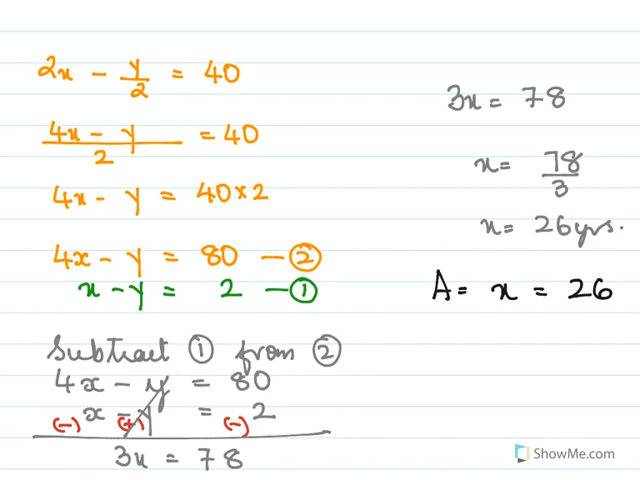 2x - y/2 = 40
4x - y / 2 = 40
4x - y = 40 × 2
4x - y = 80 — ②
x - y = 2 — ①
Subtract ① from ②
4x - y = 80
(-) x (+) - y = (-) 2
3x = 78
3x = 78
x = 78/3
x = 26yrs.
A = x = 26
ShowMe.com